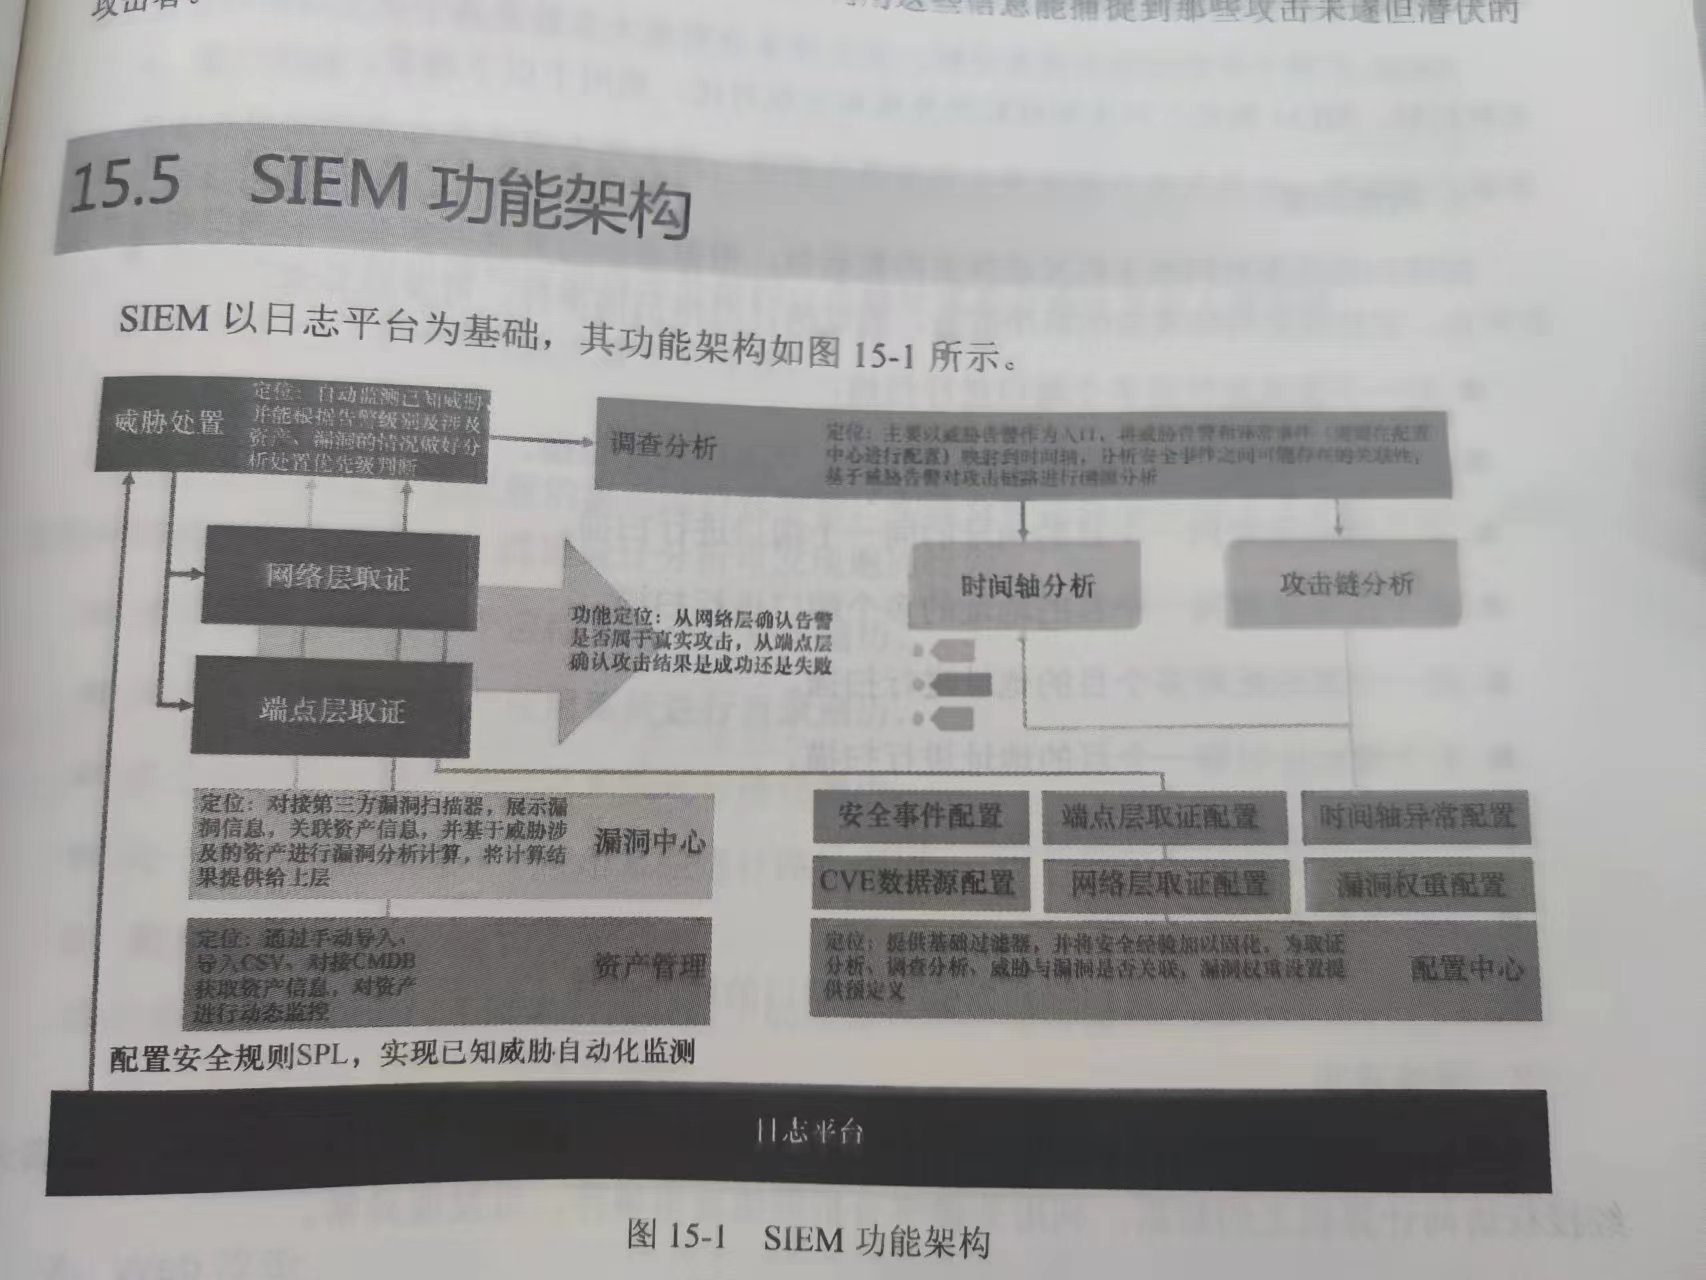 用这些信息能捕捉到那些攻击未遂但潜伏的
攻击者。
15.5 SIEM 功能架构
SIEM 以日志平台为基础，其功能架构如图 15-1 所示。
威胁处置
定位：自动监测已知威胁，
并能根据告警级别及涉及
资产、漏洞的情况做好分
析处置优先级判断
调查分析
定位：主要以威胁告警作为入口，将威胁告警和异常事件（需要在配置
中心进行配置）映射到时间轴，分析安全事件之间可能存在的关联性，
基于威胁告警对攻击链路进行溯源分析
网络层取证
端点层取证
功能定位：从网络层确认告警
是否属于真实攻击，从端点层
确认攻击结果是成功还是失败
时间轴分析
攻击链分析
定位：对接第三方漏洞扫描器，展示漏
洞信息，关联资产信息，并基于威胁涉
及的资产进行漏洞分析计算，将计算结
果提供给上层
漏洞中心
定位：通过手动导入、
导入CSV、对接CMDB
获取资产信息，对资产
进行动态监控
资产管理
安全事件配置
端点层取证配置
时间轴异常配置
CVE数据源配置
网络层取证配置
漏洞权重配置
定位：提供基础过滤器，并将安全经验加以固化，为取证
分析、调查分析、威胁与漏洞是否关联，漏洞权重设置提
供预定义
配置中心
配置安全规则SPL，实现已知威胁自动化监测
日志平台
图 15-1 SIEM 功能架构